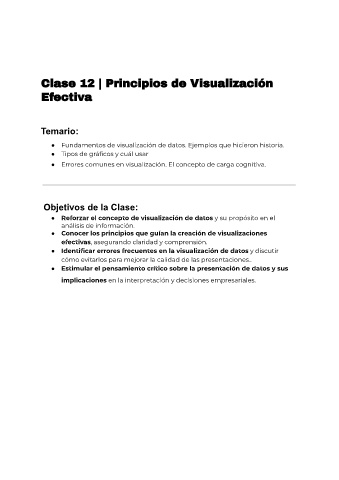 Clase 12 | Principios de Visualización
Efectiva
Temario:
● Fundamentos de visualización de datos. Ejemplos que hicieron historia.
● Tipos de gráficos y cuál usar
● Errores comunes en visualización. El concepto de carga cognitiva.
Objetivos de la Clase:
● Reforzar el concepto de visualización de datos y su propósito en el
análisis de información.
● Conocer los principios que guían la creación de visualizaciones
efectivas, asegurando claridad y comprensión.
● Identificar errores frecuentes en la visualización de datos y discutir
cómo evitarlos para mejorar la calidad de las presentaciones.
● Estimular el pensamiento crítico sobre la presentación de datos y sus
implicaciones en la interpretación y decisiones empresariales.